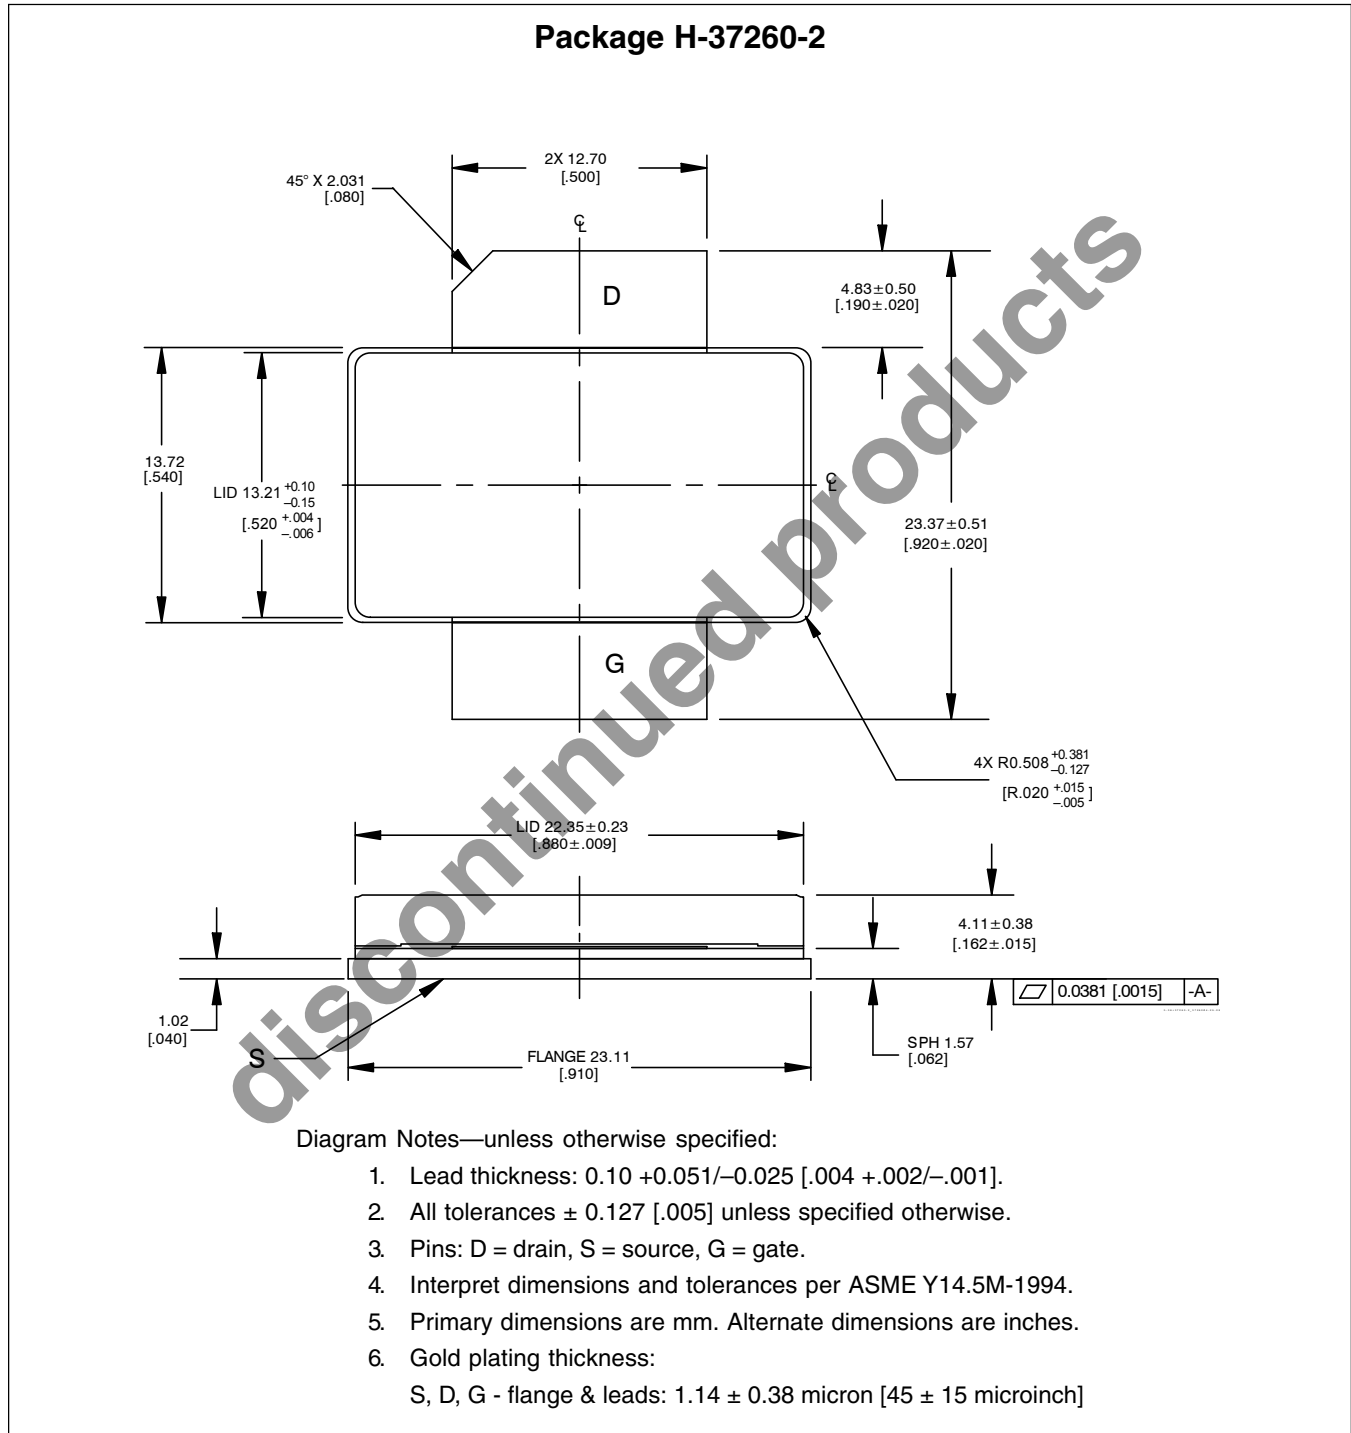 Package H-37260-2
2X 12.70
[.500]
45° X 2.031
[.080]
℄
D
4.83±0.50
[.190±.020]
13.72
[.540]
LID 13.21 +0.10
–0.15
[.520 +.004
–.006 ]
℄
23.37±0.51
[.920±.020]
G
4X R0.508 +0.381
–0.127
[R.020 +.015
–.005 ]
LID 22.35±0.23
[.880±.009]
4.11±0.38
[.162±.015]
0.0381 [.0015] -A-
1.02
[.040]
S
FLANGE 23.11
[.910]
SPH 1.57
[.062]
discontinued products
Diagram Notes—unless otherwise specified:
1. Lead thickness: 0.10 +0.051/–0.025 [.004 +.002/–.001].
2. All tolerances ± 0.127 [.005] unless specified otherwise.
3. Pins: D = drain, S = source, G = gate.
4. Interpret dimensions and tolerances per ASME Y14.5M-1994.
5. Primary dimensions are mm. Alternate dimensions are inches.
6. Gold plating thickness:
S, D, G - flange & leads: 1.14 ± 0.38 micron [45 ± 15 microinch]